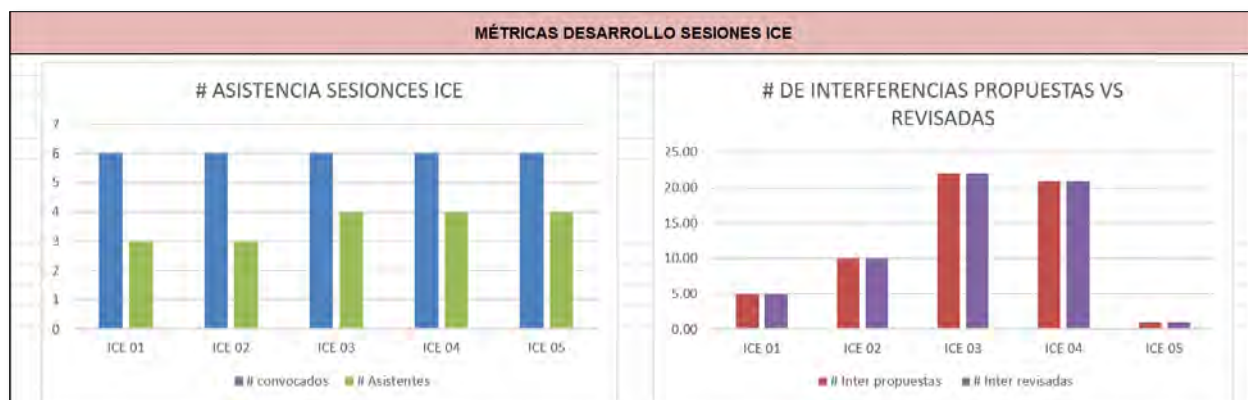 MÉTRICAS DESARROLLO SESIONES ICE
# ASISTENCIA SESIONCES ICE
7
6
5
4
3
2
1
0
ICE 01 ICE 02 ICE 03 ICE 04 ICE 05
# convocados # Asistentes
# DE INTERFERENCIAS PROPUESTAS VS
REVISADAS
25.00
20.00
15.00
10.00
5.00
0.00
ICE 01 ICE 02 ICE 03 ICE 04 ICE 05
# Inter propuestas # Inter revisadas